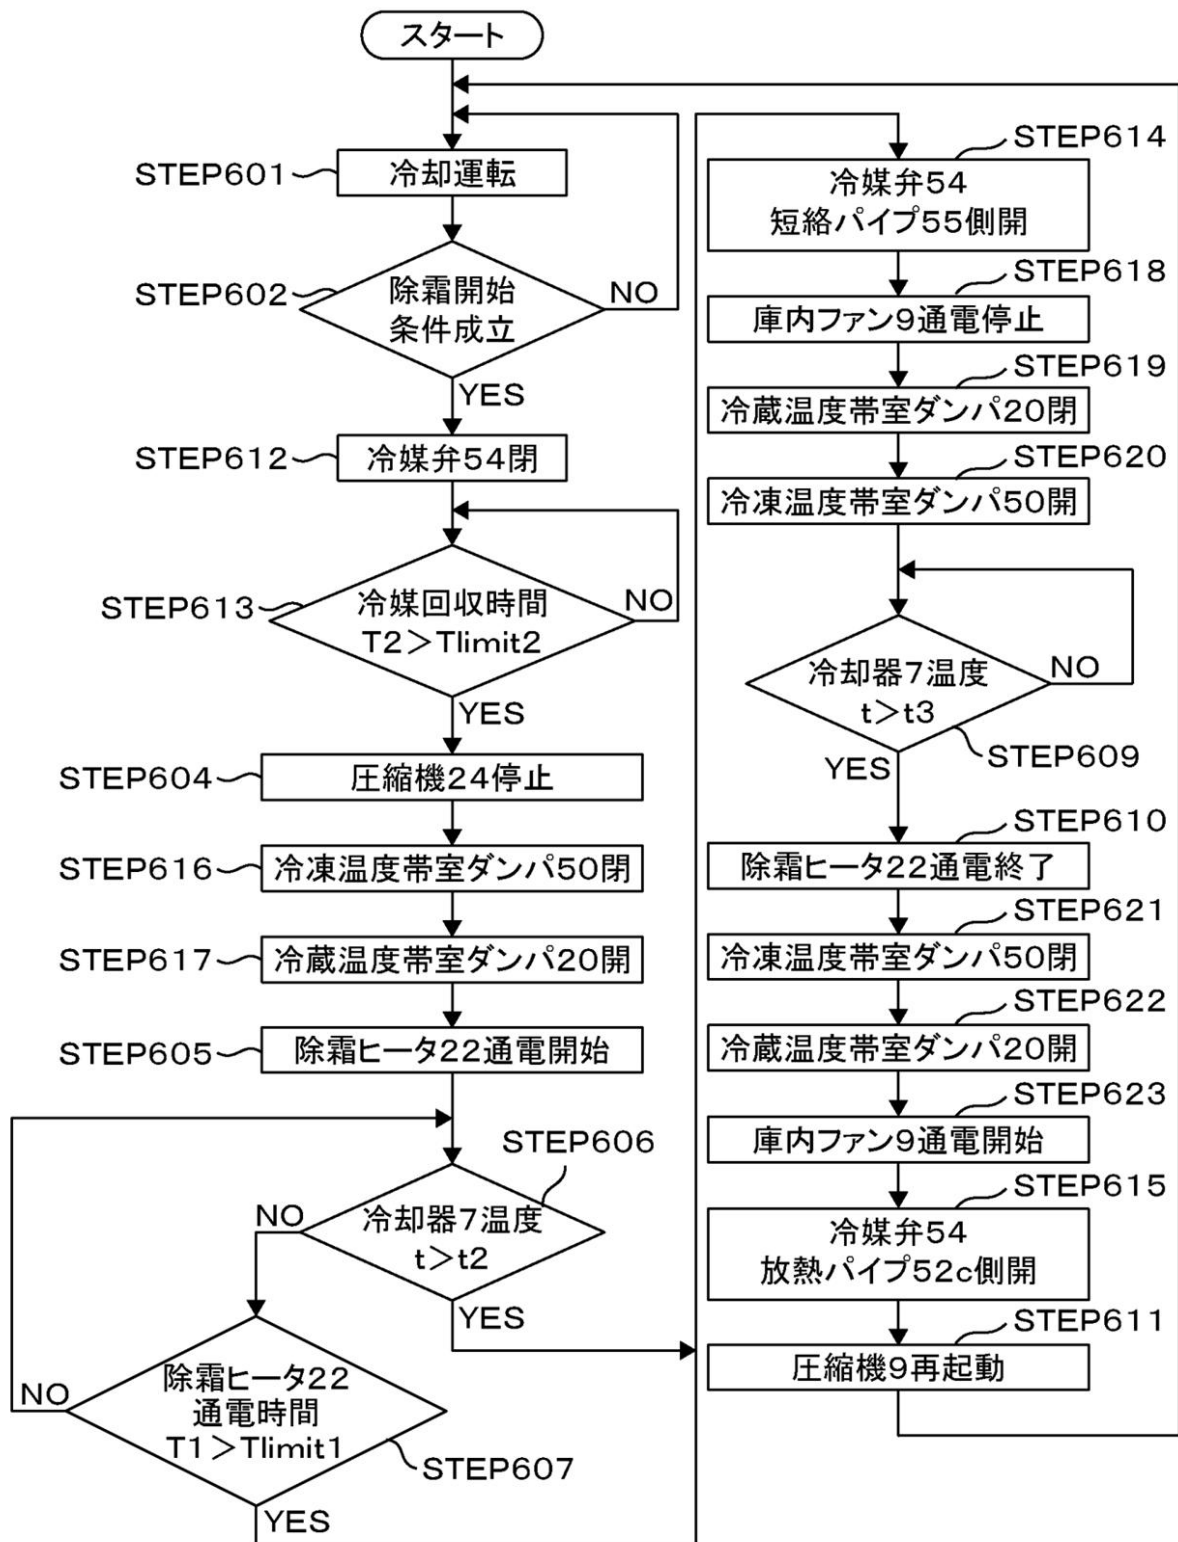 スタート
STEP601
冷却運転
STEP602
除霜開始
条件成立
NO
YES
STEP612
冷媒弁54閉
STEP613
冷媒回収時間
T2>Tlimit2
NO
YES
STEP604
圧縮機24停止
STEP616
冷凍温度帯室ダンパ50閉
STEP617
冷蔵温度帯室ダンパ20開
STEP605
除霜ヒータ22通電開始
STEP606
冷却器7温度
t>t2
NO
YES
除霜ヒータ22
通電時間
T1>Tlimit1
NO
STEP607
YES
STEP614
冷媒弁54
短絡パイプ55側開
STEP618
庫内ファン9通電停止
STEP619
冷蔵温度帯室ダンパ20閉
STEP620
冷凍温度帯室ダンパ50開
冷却器7温度
t>t3
NO
STEP609
YES
STEP610
除霜ヒータ22通電終了
STEP621
冷凍温度帯室ダンパ50閉
STEP622
冷蔵温度帯室ダンパ20開
STEP623
庫内ファン9通電開始
STEP615
冷媒弁54
放熱パイプ52c側開
STEP611
圧縮機9再起動